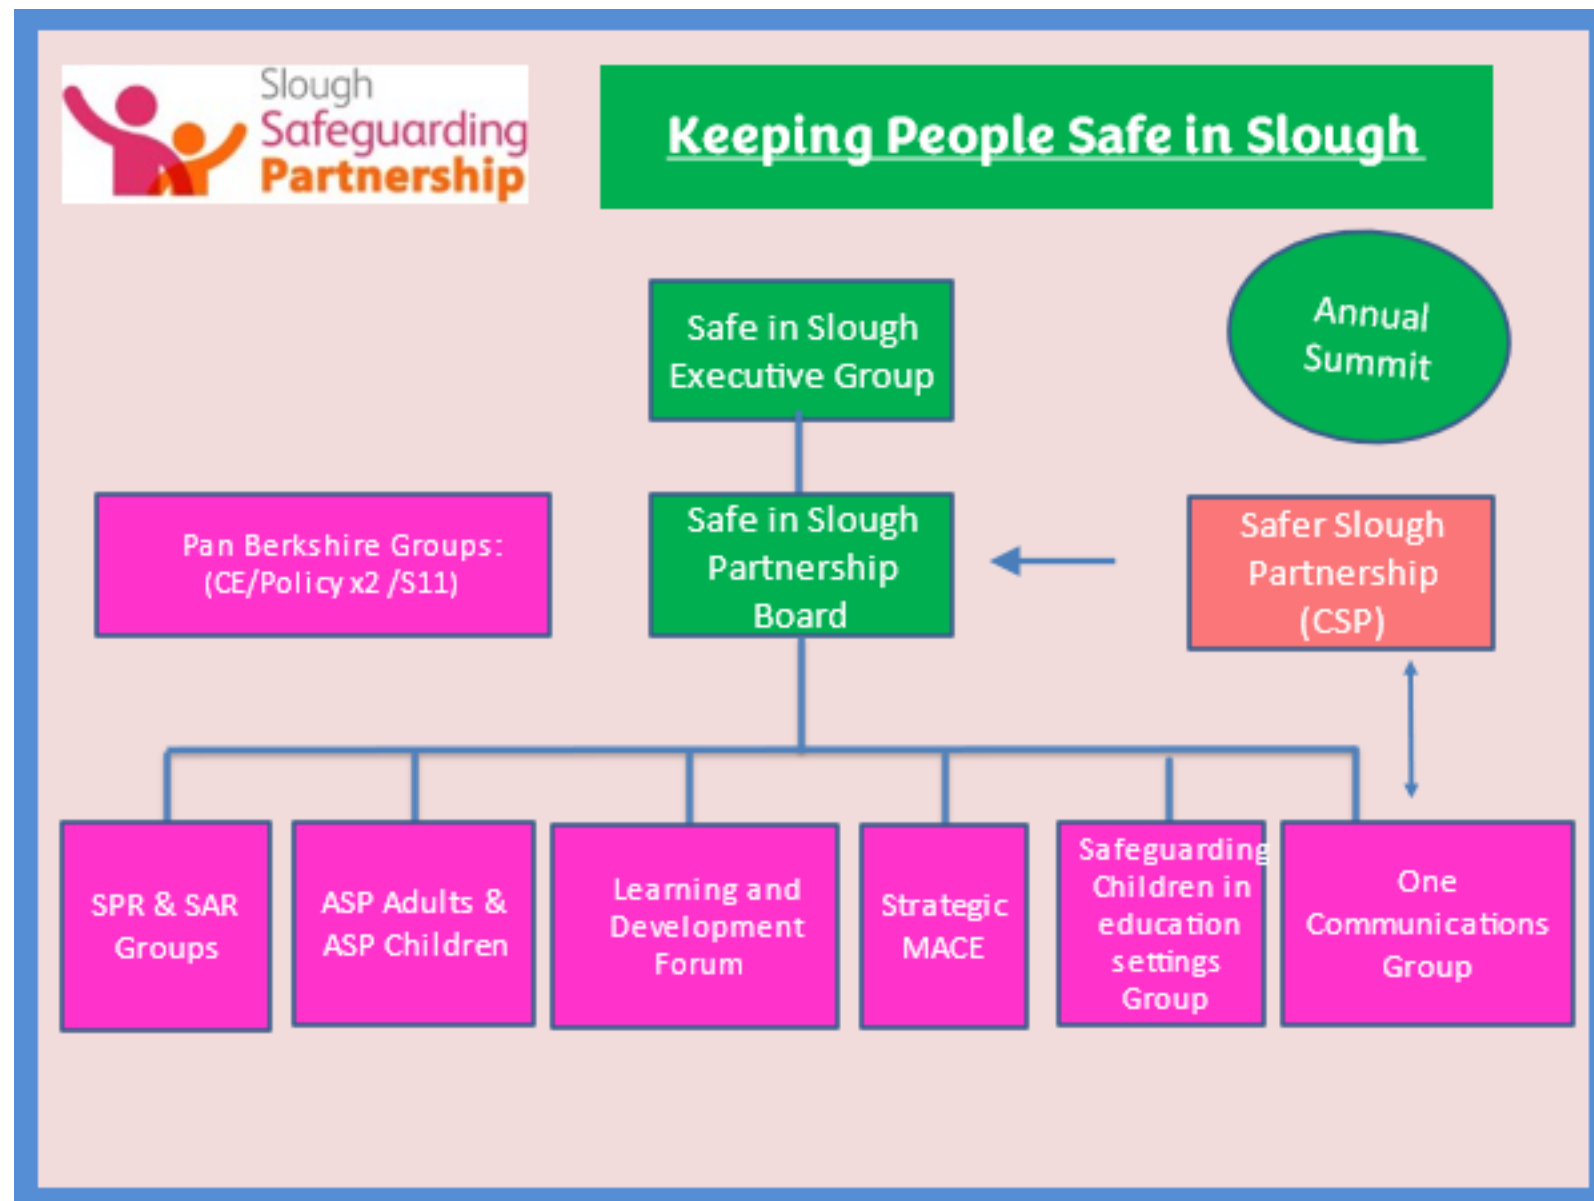 Slough
Safeguarding
Partnership
Keeping People Safe in Slough
Annual
Summit
Safe in Slough
Executive Group
Pan Berkshire Groups:
(CE/Policy x2 /S11)
Safe in Slough
Partnership
Board
Safer Slough
Partnership
(CSP)
SPR & SAR
Groups
ASP Adults &
ASP Children
Learning and
Development
Forum
Strategic
MACE
Safeguarding
Children in
education
settings
Group
One
Communications
Group